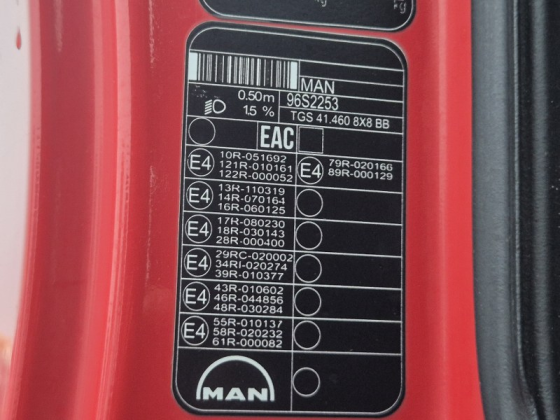 kg
kg
MAN
0.50m 96S2253
1.5 % TGS 41.460 8X8 BB
EAC
E4 10R-051692
121R-010161
122R-000052
E4 79R-020166
89R-000129
E4 13R-110319
14R-070164
16R-060125
E4 17R-080230
18R-030143
28R-000400
E4 29RC-020002
34RI-020274
39R-010377
E4 43R-010602
46R-044856
48R-030284
E4 55R-010137
58R-020232
61R-000082
MAN